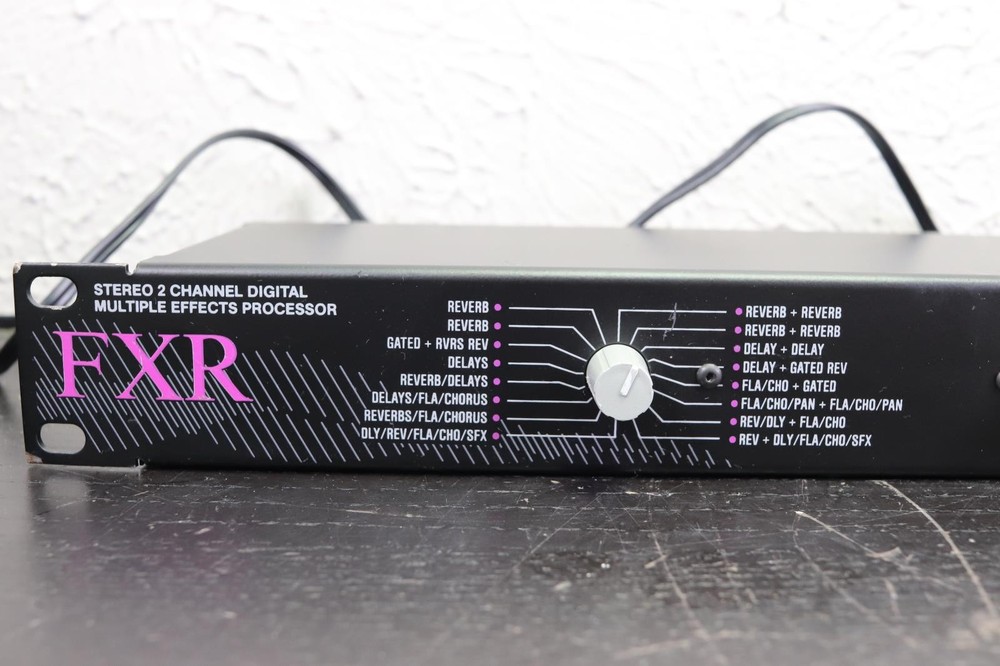 STEREO 2 CHANNEL DIGITAL
MULTIPLE EFFECTS PROCESSOR
FXR
REVERB
REVERB
GATED + RVRS REV
DELAYS
REVERB/DELAYS
DELAYS/FLA/CHORUS
REVERBS/FLA/CHORUS
DLY/REV/FLA/CHO/SFX
REVERB + REVERB
REVERB + REVERB
DELAY + DELAY
DELAY + GATED REV
FLA/CHO + GATED
FLA/CHO/PAN + FLA/CHO/PAN
REV/DLY + FLA/CHO
REV + DLY/FLA/CHO/SFX